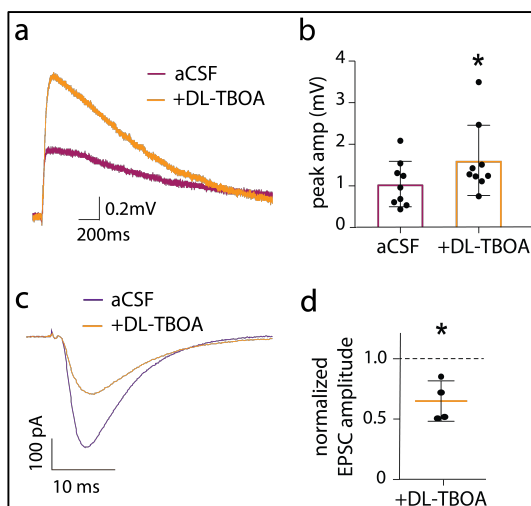 a
aCSF
+DL-TBOA
0.2mV
200ms
b
peak amp (mV)
4
3
2
1
0
*
aCSF
+DL-TBOA
c
aCSF
+DL-TBOA
100 pA
10 ms
d
normalized
EPSC amplitude
*
1.0
0.5
0
+DL-TBOA